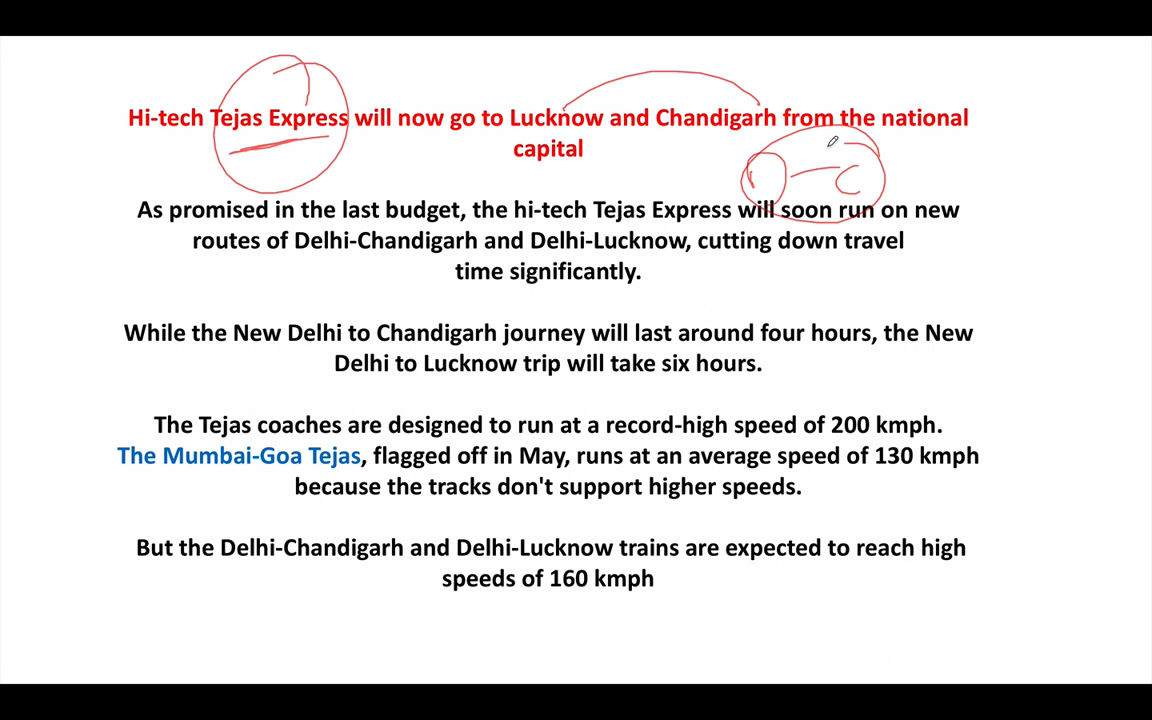 Hi-tech Tejas Express will now go to Lucknow and Chandigarh from the national
capital
D - C
As promised in the last budget, the hi-tech Tejas Express will soon run on new
routes of Delhi-Chandigarh and Delhi-Lucknow, cutting down travel
time significantly.
While the New Delhi to Chandigarh journey will last around four hours, the New
Delhi to Lucknow trip will take six hours.
The Tejas coaches are designed to run at a record-high speed of 200 kmph.
The Mumbai-Goa Tejas, flagged off in May, runs at an average speed of 130 kmph
because the tracks don't support higher speeds.
But the Delhi-Chandigarh and Delhi-Lucknow trains are expected to reach high
speeds of 160 kmph